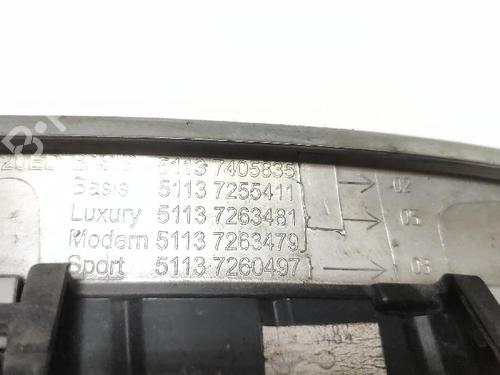 5113 7405835
Basis 5113 7255411
02
Luxury 5113 7263481
05
Modern 5113 7263479
Sport 5113 7260497
03